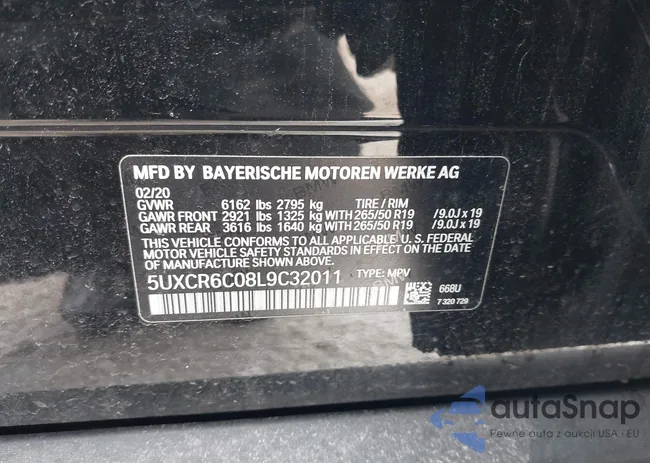 MFD BY BAYERISCHE MOTOREN WERKE AG
02/20
GVWR 6162 lbs 2795 kg TIRE / RIM
GAWR FRONT 2921 lbs 1325 kg WITH 265/50 R19 /9.0J x 19
GAWR REAR 3616 lbs 1640 kg WITH 265/50 R19 /9.0J x 19
THIS VEHICLE CONFORMS TO ALL APPLICABLE U. S. FEDERAL
MOTOR VEHICLE SAFETY STANDARDS IN EFFECT ON THE DATE OF
MANUFACTURE SHOWN ABOVE.
5UXCR6C08L9C32011 TYPE: MPV
668U
7 320 729
autoSnap
Pewne auta z aukcji USA i EU